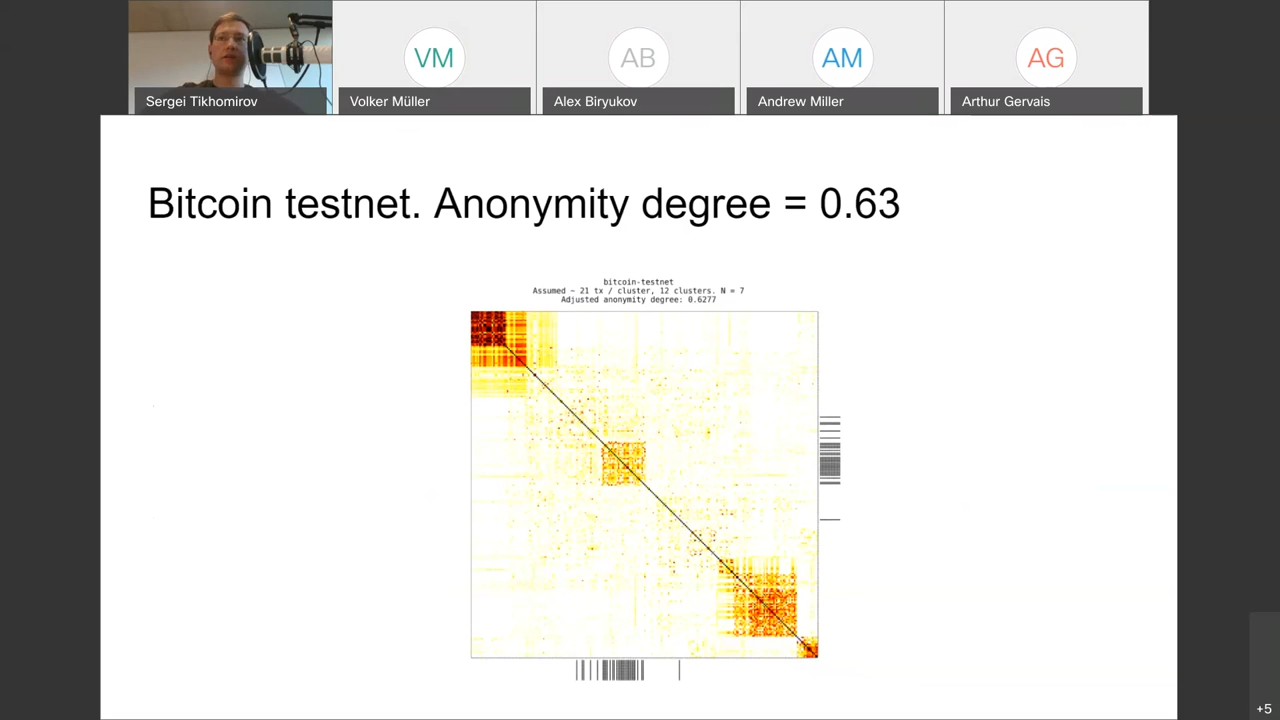 VM
AB
AM
AG
Sergei Tikhomirov
Volker Müller
Alex Biryukov
Andrew Miller
Arthur Gervais
Bitcoin testnet. Anonymity degree = 0.63
bitcoin-testnet
Assumed ~ 21 tx / cluster, 12 clusters. N = 7
Adjusted anonymity degree: 0.6277
+5